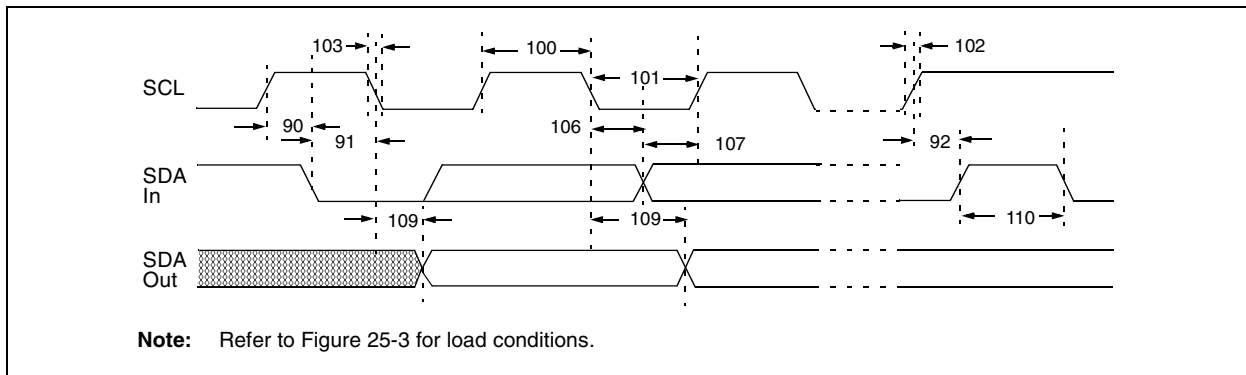 103
100
102
101
SCL
90
91
106
107
92
SDA
In
109
109
110
SDA
Out
Note: Refer to Figure 25-3 for load conditions.